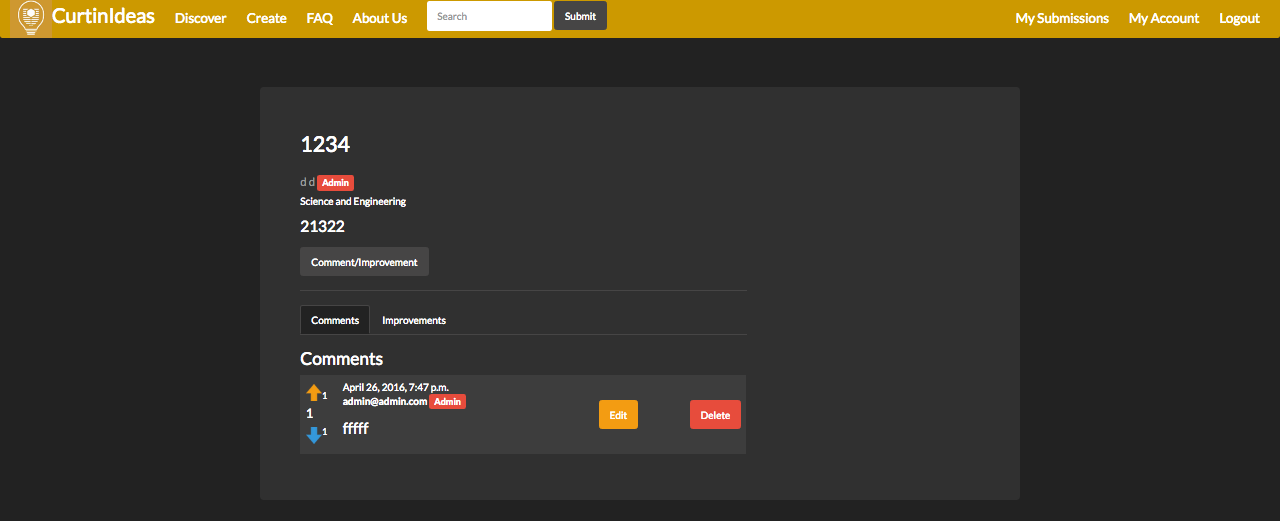 CurtinIdeas Discover Create FAQ About Us Search Submit My Submissions My Account Logout
1234
d d Admin
Science and Engineering
21322
Comment/Improvement
Comments Improvements
Comments
1 April 26, 2016, 7:47 p.m.
admin@admin.com Admin
1 Edit Delete
1 fffff